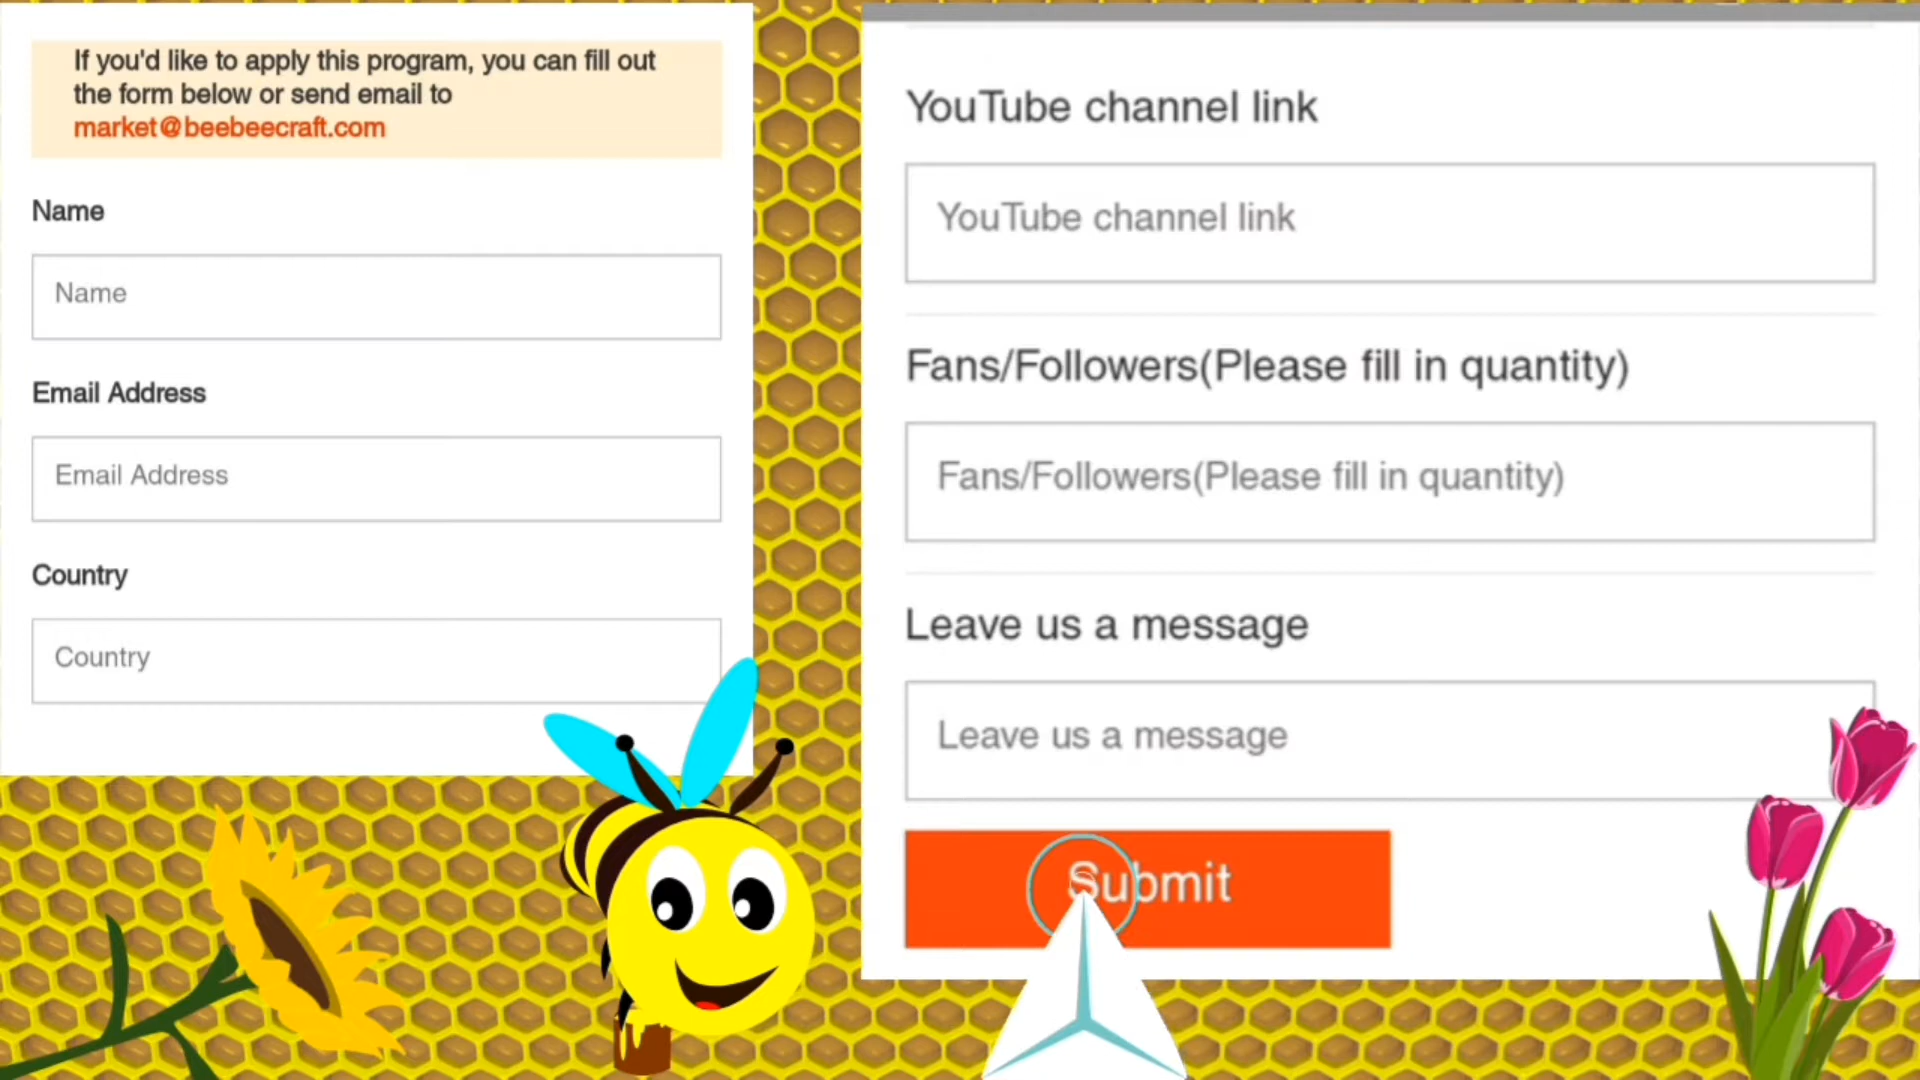 If you'd like to apply this program, you can fill out
the form below or send email to
market@beebeecraft.com
Name
Name
Email Address
Email Address
Country
Country
YouTube channel link
YouTube channel link
Fans/Followers(Please fill in quantity)
Fans/Followers(Please fill in quantity)
Leave us a message
Leave us a message
Submit